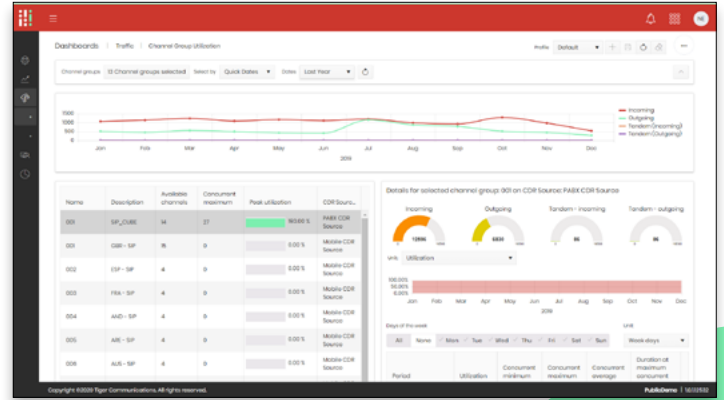 NE
Dashboards Traffic Channel Group Utilization
Profile Default
Channel groups 13 Channel groups selected Select by Quick Dates Dates Last Year
1500
1000
500
0
Jan Feb Mar Apr May Jun Jul Aug Sep Oct Nov Dec
2019
Incoming
Outgoing
Tandem (Incoming)
Tandem (Outgoing)
Name Description Available channels Concurrent maximum Peak utilization CDR Sourc...
001 SIP_CUBE 14 27 PABX CDR Source
001 GBR - SIP 15 0 0.00 % Mobile CDR Source
002 ESP - SIP 4 0 0.00 % Mobile CDR Source
003 FRA - SIP 4 0 0.00 % Mobile CDR Source
004 AND - SIP 4 0 0.00 % Mobile CDR Source
005 ARE - SIP 4 0 0.00 % Mobile CDR Source
006 AUS - SIP 4 0 0.00 % Mobile CDR Source
Details for selected channel group: 001 on CDR Source: PABX CDR Source
Incoming Outgoing Tandem - incoming Tandem - outgoing
Unit Utilization
100.00%
50.00%
0.00%
Jan Feb Mar Apr May Jun Jul Aug Sep Oct Nov Dec
2019
Days of the week Unit
All None Mon Tue Wed Thu Fri Sat Sun Week-days
Period Utilization Concurrent minimum Concurrent maximum Concurrent average Duration at maximum concurrent
Copyright ©2020 Tiger Communications. All rights reserved. PublicDemo